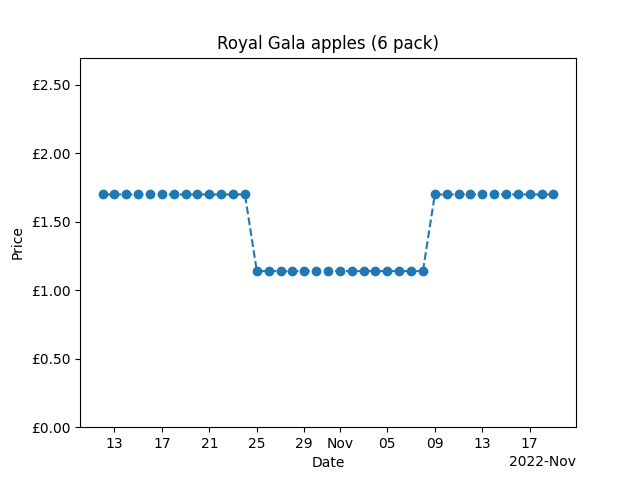 Royal Gala apples (6 pack)
£2.50
£2.00
£1.50
£1.00
£0.50
£0.00
Price
13 17 21 25 29 Nov 05 09 13 17
Date
2022-Nov